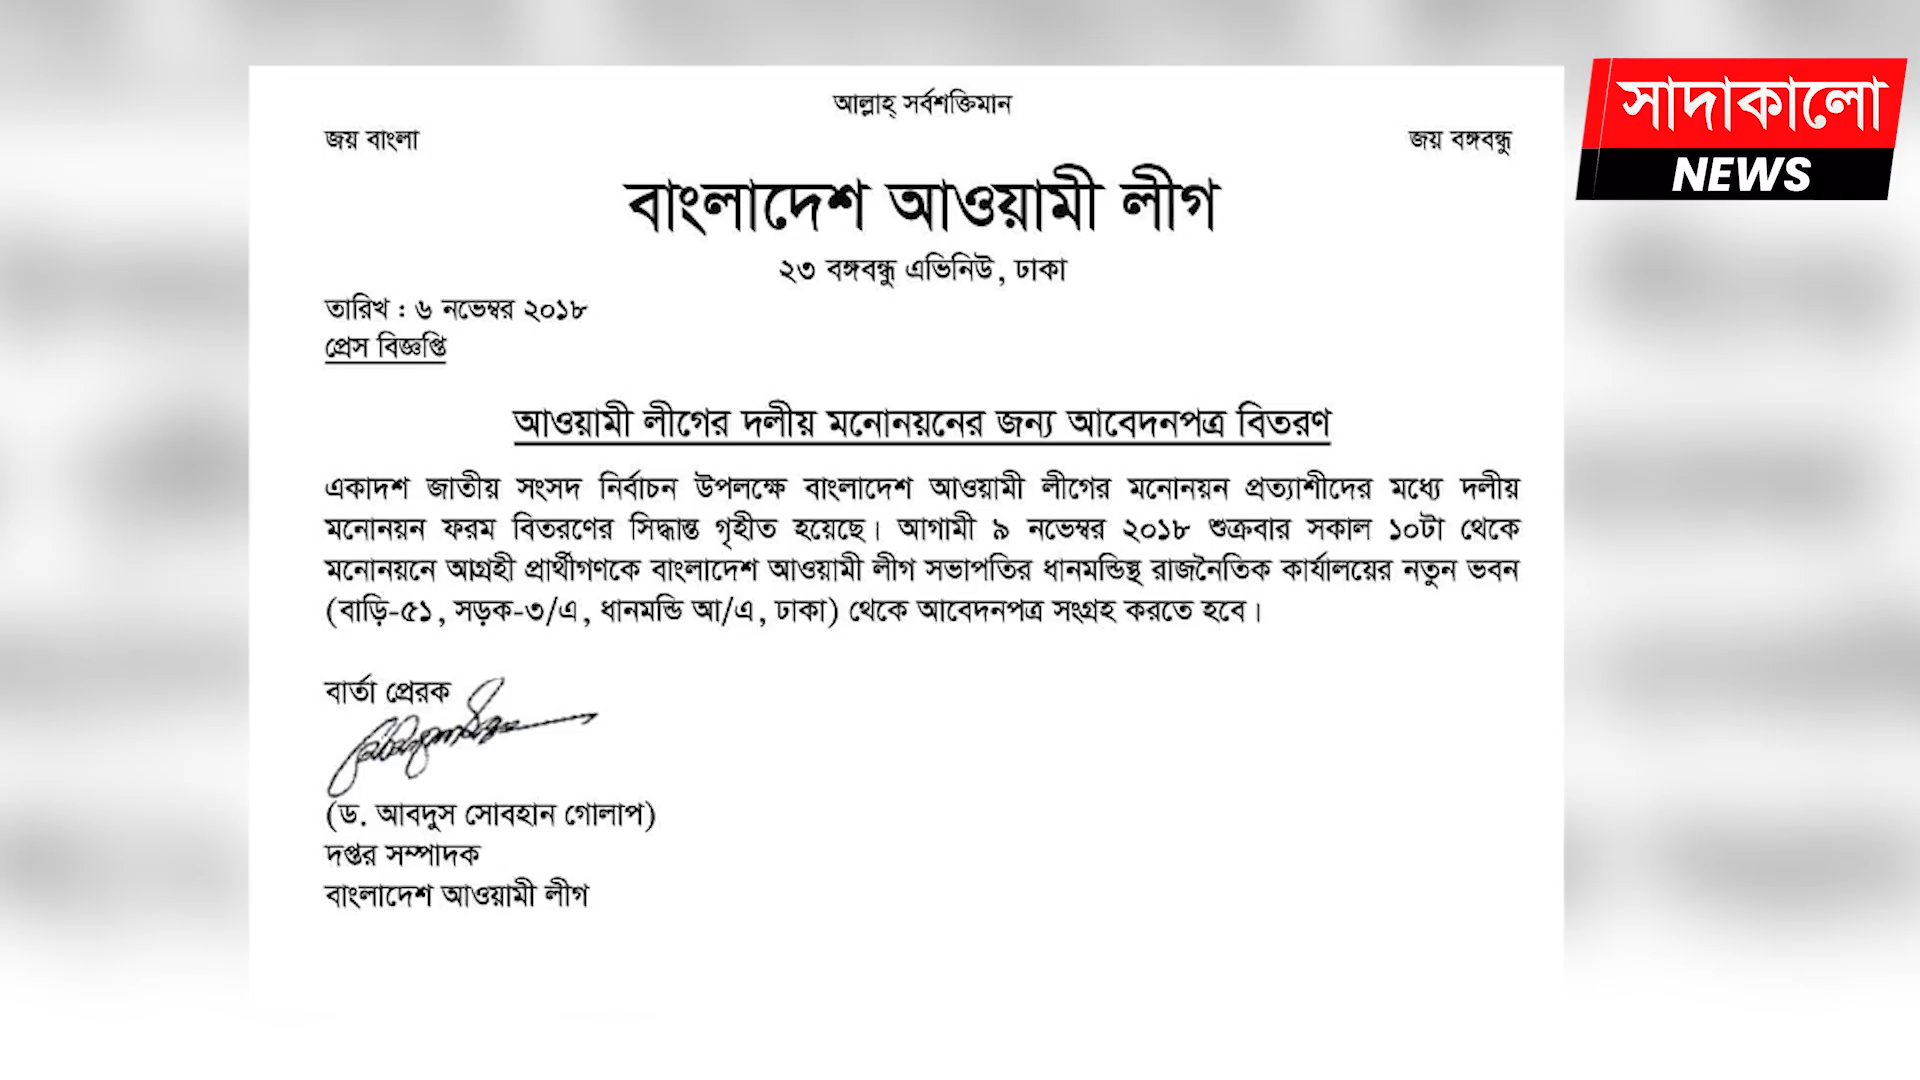 আল্লাহ্ সর্বশক্তিমান
জয় বাংলা
জয় বঙ্গবন্ধু
বাংলাদেশ আওয়ামী লীগ
২৩ বঙ্গবন্ধু এভিনিউ, ঢাকা
তারিখ : ৬ নভেম্বর ২০১৮
প্রেস বিজ্ঞপ্তি
আওয়ামী লীগের দলীয় মনোনয়নের জন্য আবেদনপত্র বিতরণ
একাদশ জাতীয় সংসদ নির্বাচন উপলক্ষে বাংলাদেশ আওয়ামী লীগের মনোনয়ন প্রত্যাশীদের মধ্যে দলীয়
মনোনয়ন ফরম বিতরণের সিদ্ধান্ত গৃহীত হয়েছে। আগামী ৯ নভেম্বর ২০১৮ শুক্রবার সকাল ১০টা থেকে
মনোনয়নে আগ্রহী প্রার্থীগণকে বাংলাদেশ আওয়ামী লীগ সভাপতির ধানমন্ডিস্থ রাজনৈতিক কার্যালয়ের নতুন ভবন
(বাড়ি-৫১, সড়ক-৩/এ, ধানমন্ডি আ/এ, ঢাকা) থেকে আবেদনপত্র সংগ্রহ করতে হবে।
বার্তা প্রেরক
(ড. আবদুস সোবহান গোলাপ)
দপ্তর সম্পাদক
বাংলাদেশ আওয়ামী লীগ
সাদাকালো
NEWS